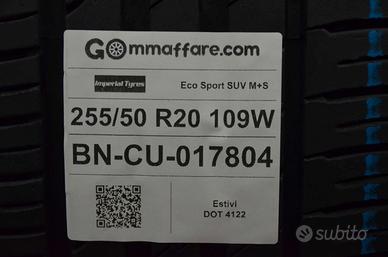 GOmmaffare.com
Imperial Tyres
Eco Sport SUV M+S
255/50 R20 109W
BN-CU-017804
Estivi
DOT 4122
subito